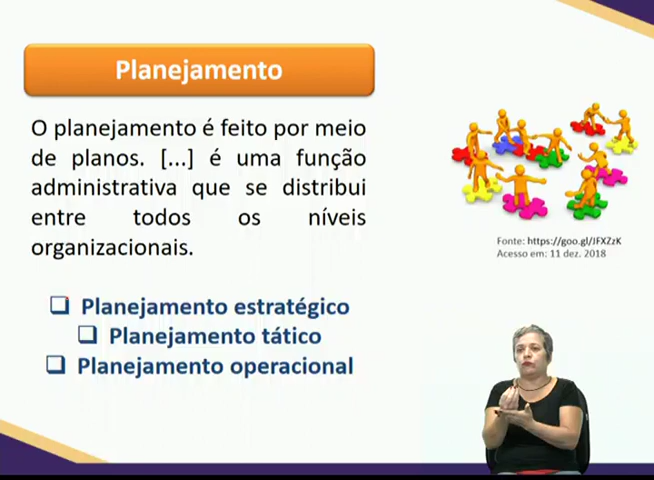 Planejamento
O planejamento é feito por meio
de planos. [...] é uma função
administrativa que se distribui
entre todos os níveis
organizacionais.
Fonte: https://goo.gl/JFXZzK
Acesso em: 11 dez. 2018
❑ Planejamento estratégico
❑ Planejamento tático
❑ Planejamento operacional